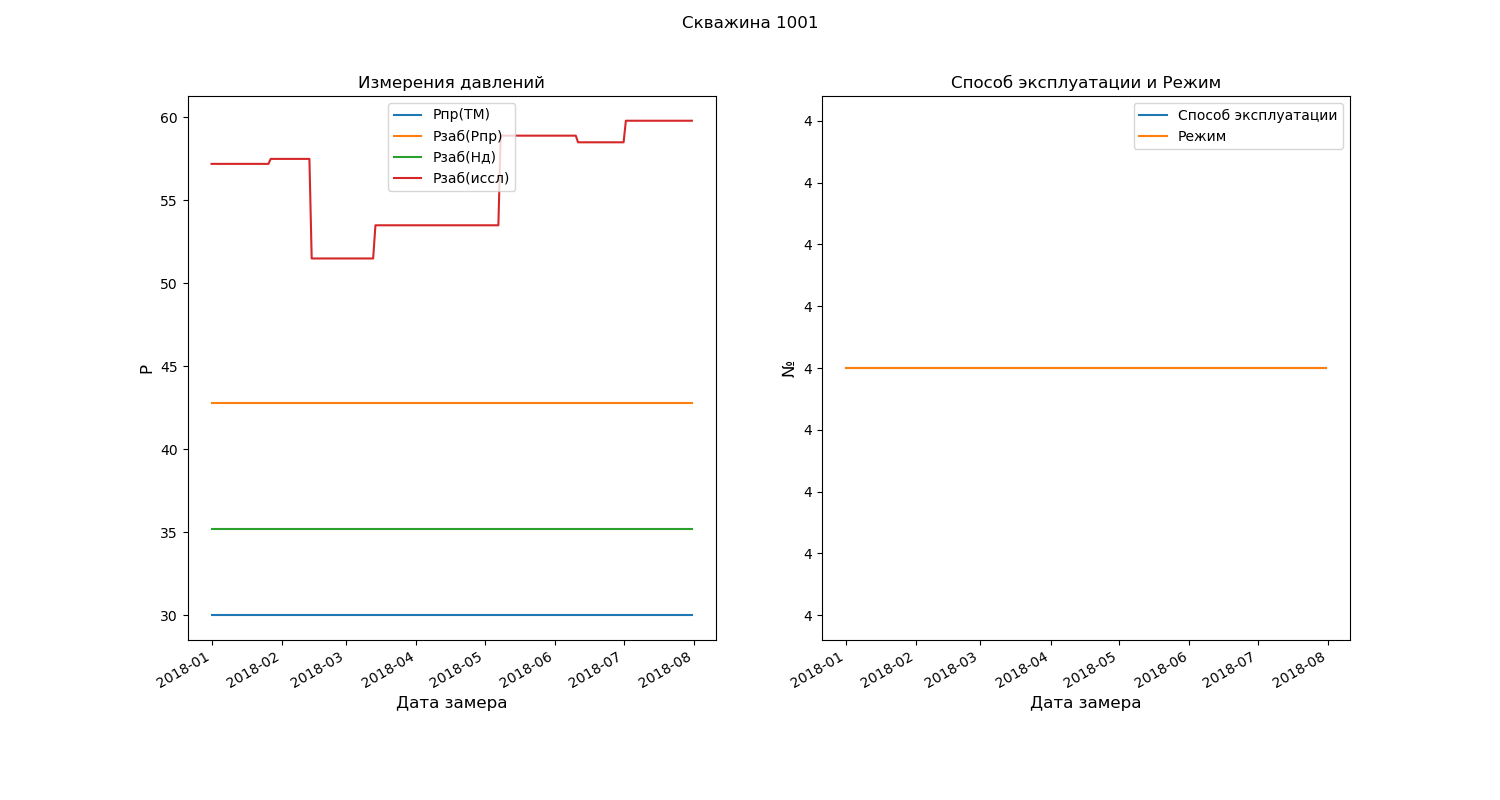 Скважина 1001
Измерения давлений
Рпр(ТМ)
Рзаб(Рпр)
Рзаб(Нд)
Рзаб(иссл)
Р
60
55
50
45
40
35
30
2018-01
2018-02
2018-03
2018-04
2018-05
2018-06
2018-07
2018-08
Дата замера
Способ эксплуатации и Режим
Способ эксплуатации
Режим
№
4
4
4
4
4
4
4
4
4
2018-01
2018-02
2018-03
2018-04
2018-05
2018-06
2018-07
2018-08
Дата замера